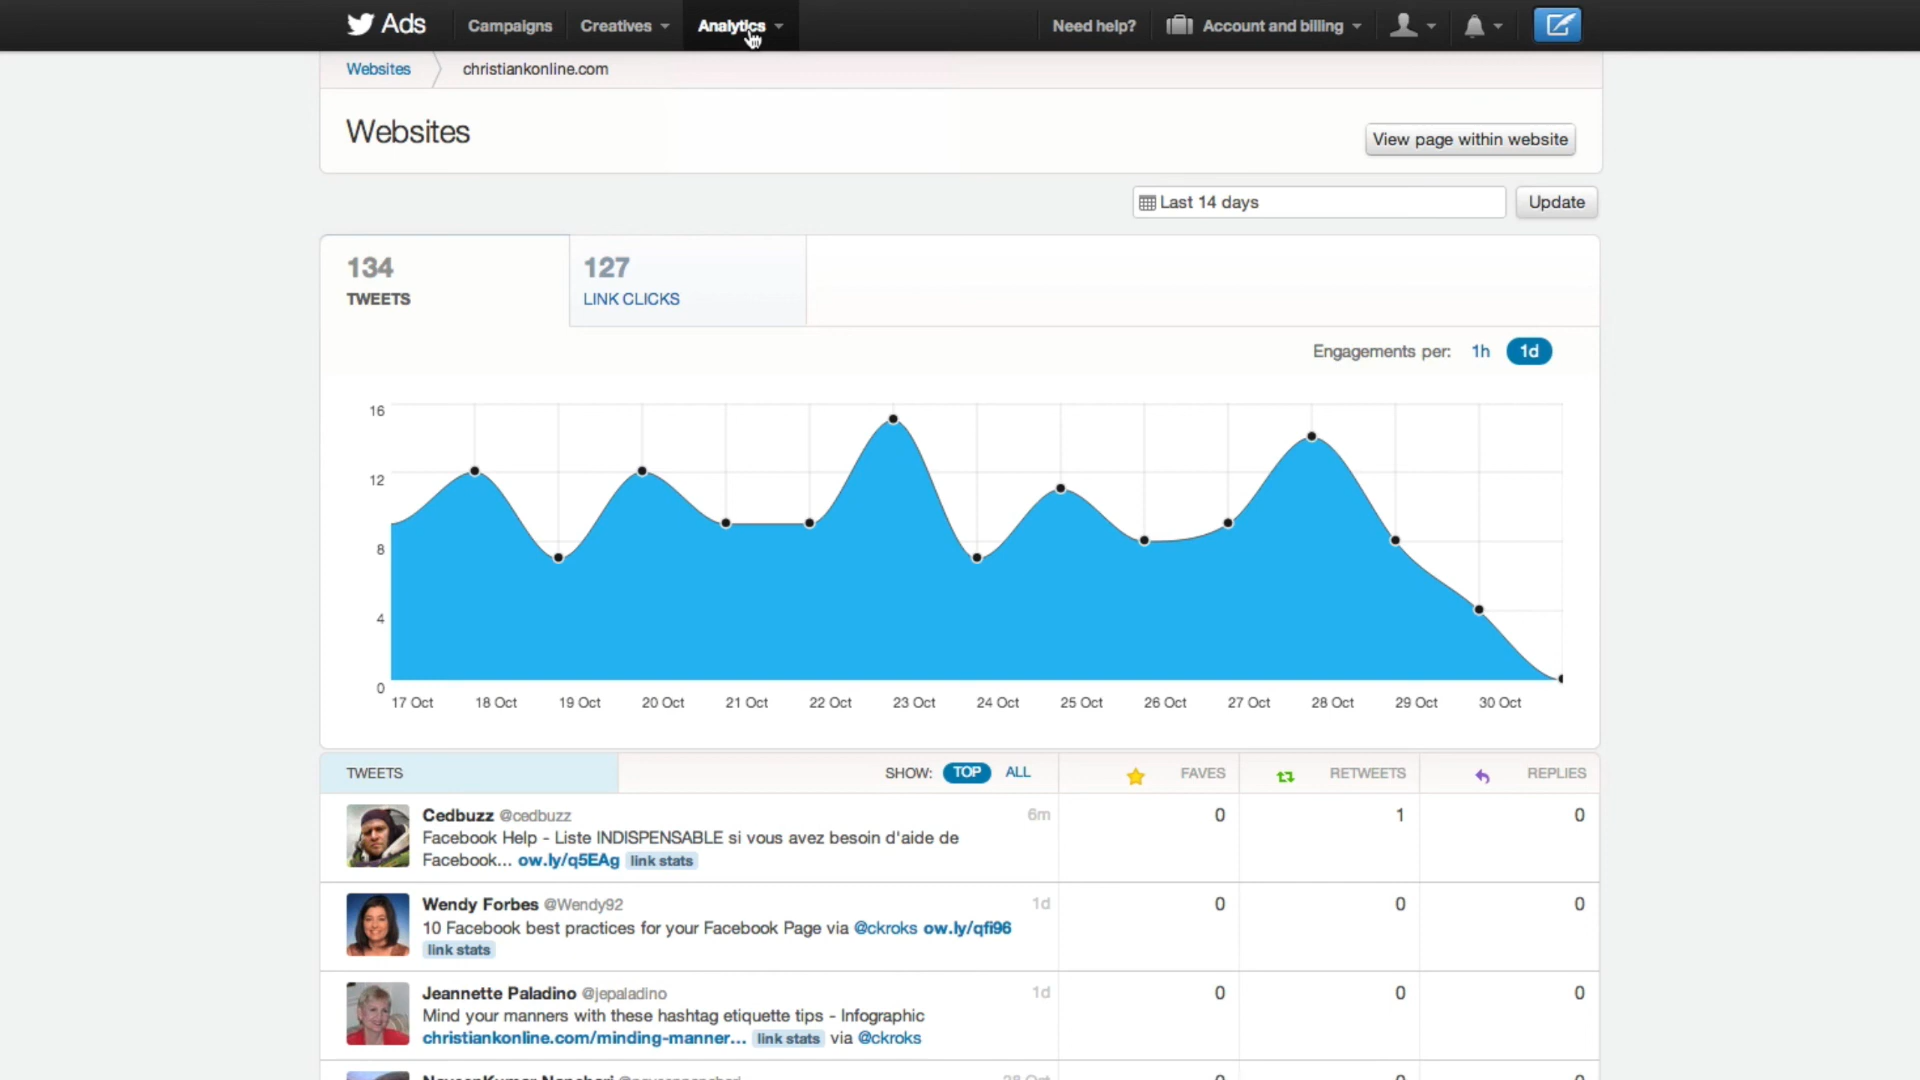 Ads Campaigns Creatives Analytics Need help? Account and billing
Websites christiankonline.com
Websites
View page within website
Last 14 days Update
134
TWEETS
127
LINK CLICKS
Engagements per: 1h 1d
16
12
8
4
0
17 Oct 18 Oct 19 Oct 20 Oct 21 Oct 22 Oct 23 Oct 24 Oct 25 Oct 26 Oct 27 Oct 28 Oct 29 Oct 30 Oct
TWEETS SHOW: TOP ALL FAVES RETWEETS REPLIES
Cedbuzz @cedbuzz 6m 0 1 0
Facebook Help - Liste INDISPENSABLE si vous avez besoin d'aide de
Facebook... ow.ly/q5EAg link stats
Wendy Forbes @Wendy92 1d 0 0 0
10 Facebook best practices for your Facebook Page via @ckroks ow.ly/qfi96
link stats
Jeannette Paladino @jepaladino 1d 0 0 0
Mind your manners with these hashtag etiquette tips - Infographic
christiankonline.com/minding-manner... link stats via @ckroks